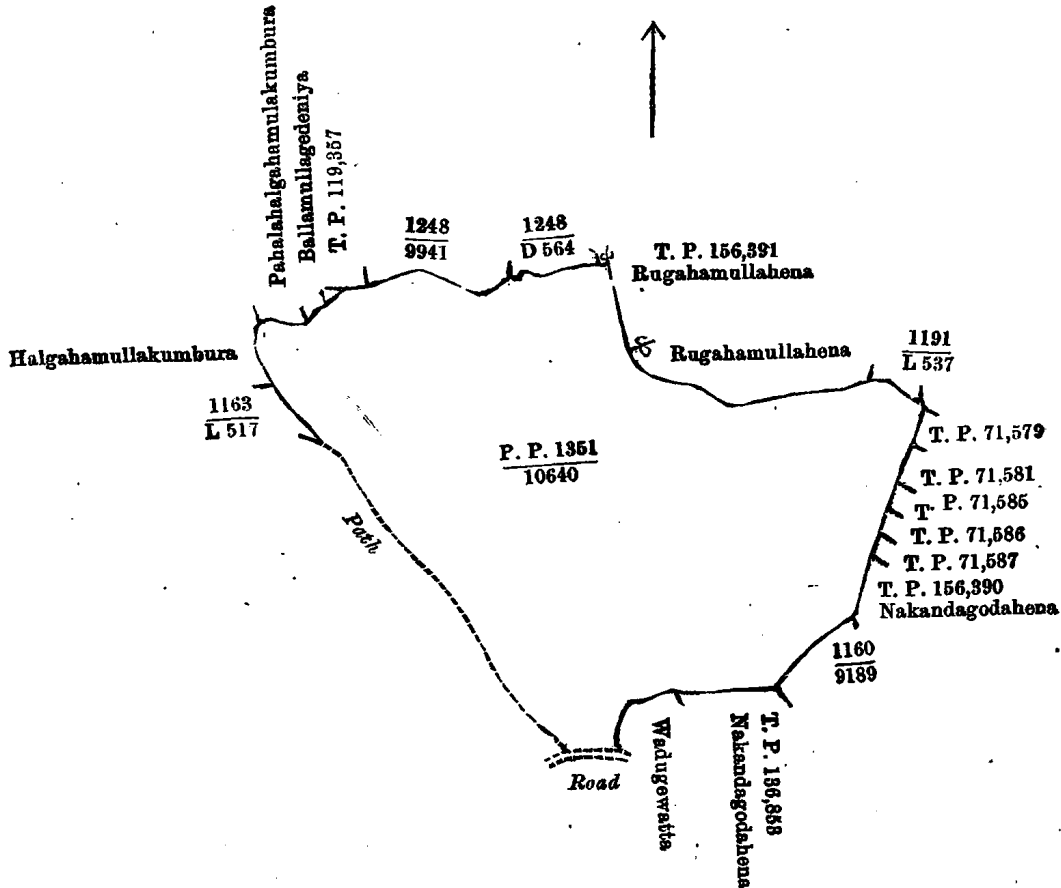 Pahalahalgahamulakumbura
Ballamullagedeniya
T. P. 119,357
1248
9941
1248
D 564
T. P. 156,391
Rugahamullahena
Halgahamullakumbura
Rugahamullahena
1191
L 537
1163
L 517
T. P. 71,579
P. P. 1351
10640
T. P. 71,581
T. P. 71,585
Path
T. P. 71,586
T. P. 71,587
T. P. 156,390
Nakandagodahena
1160
9189
Wadugewatta
Nakandagodahena
T. P. 136,853
Road